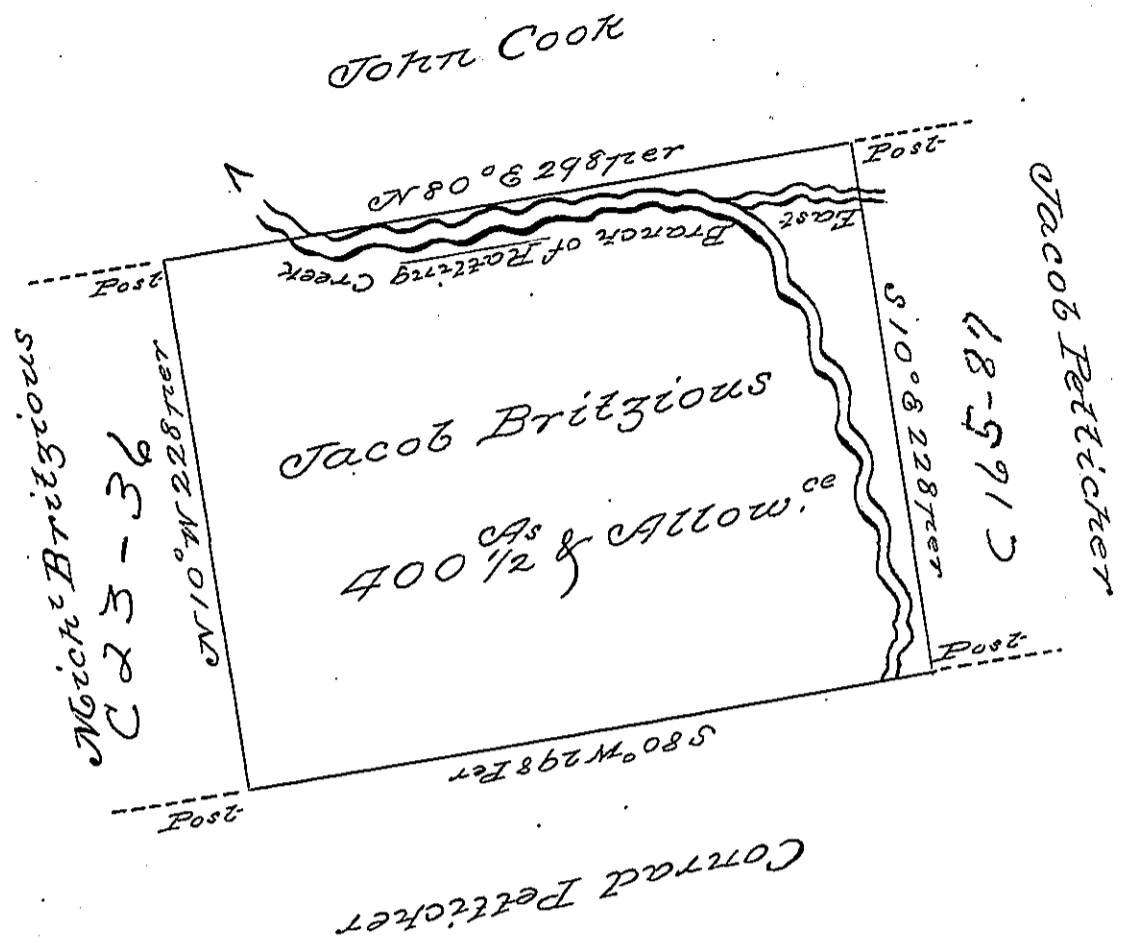 John Cook
N 80° E 298 per
Post
Post
East
Branch of Rattling Creek
Jacob Petticher
S 10° E 228 per
C 195-87
Mich.l Britzious
C 23-36
N 10° W 228 per
Jacob Britzious
400 As 1/2 & Allow.ce
Post
Post
S 80° W 298 Per
Conrad Petticher